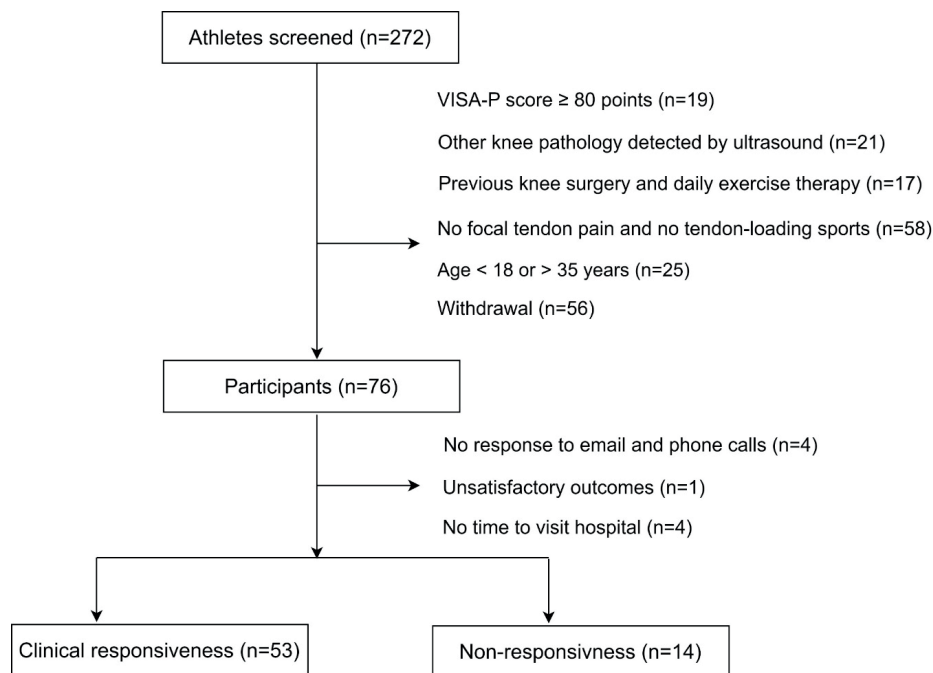 Athletes screened (n=272)
VISA-P score ≥ 80 points (n=19)
Other knee pathology detected by ultrasound (n=21)
Previous knee surgery and daily exercise therapy (n=17)
No focal tendon pain and no tendon-loading sports (n=58)
Age < 18 or > 35 years (n=25)
Withdrawal (n=56)
Participants (n=76)
No response to email and phone calls (n=4)
Unsatisfactory outcomes (n=1)
No time to visit hospital (n=4)
Clinical responsiveness (n=53)
Non-responsivness (n=14)